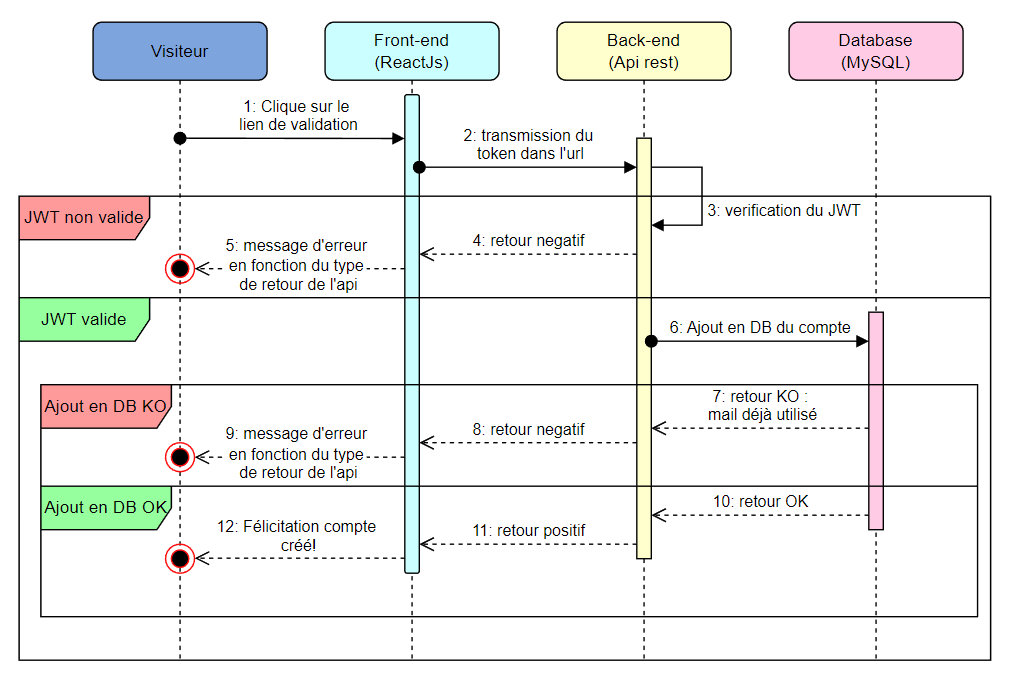 Visiteur
Front-end
(ReactJs)
Back-end
(Api rest)
Database
(MySQL)
1: Clique sur le
lien de validation
2: transmission du
token dans l'url
JWT non valide
3: verification du JWT
4: retour negatif
5: message d'erreur
en fonction du type
de retour de l'api
JWT valide
6: Ajout en DB du compte
Ajout en DB KO
7: retour KO :
mail déjà utilisé
8: retour negatif
9: message d'erreur
en fonction du type
de retour de l'api
Ajout en DB OK
10: retour OK
11: retour positif
12: Félicitation compte
créé!